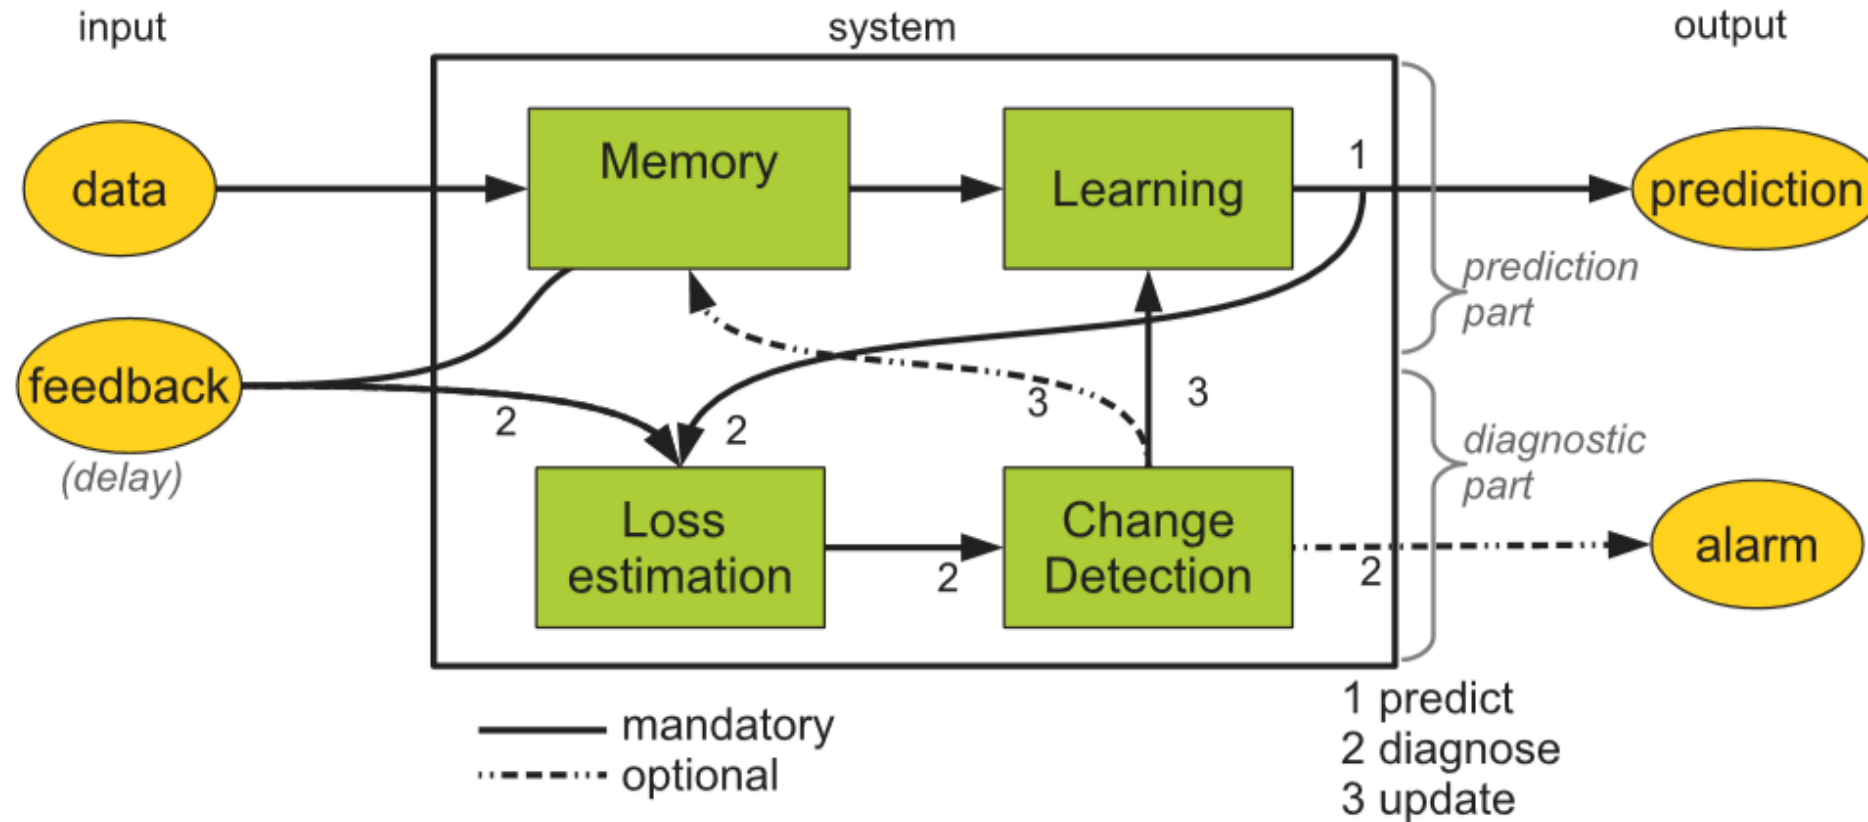 input
system
output
data
Memory
Learning
1
prediction
prediction
part
feedback
(delay)
2
2
3
3
diagnostic
part
Loss
estimation
2
Change
Detection
2
alarm
mandatory
optional
1 predict
2 diagnose
3 update